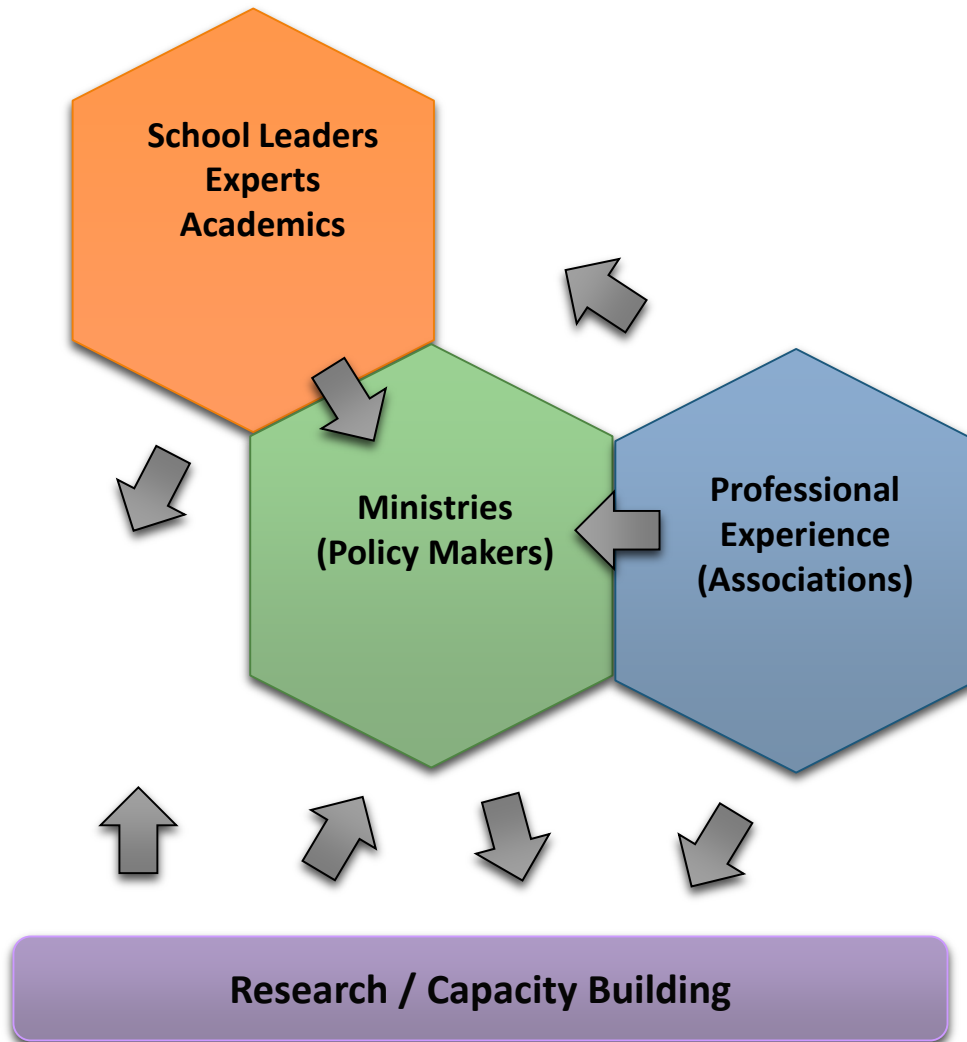 School Leaders
Experts
Academics
Ministries
(Policy Makers)
Professional
Experience
(Associations)
Research / Capacity Building